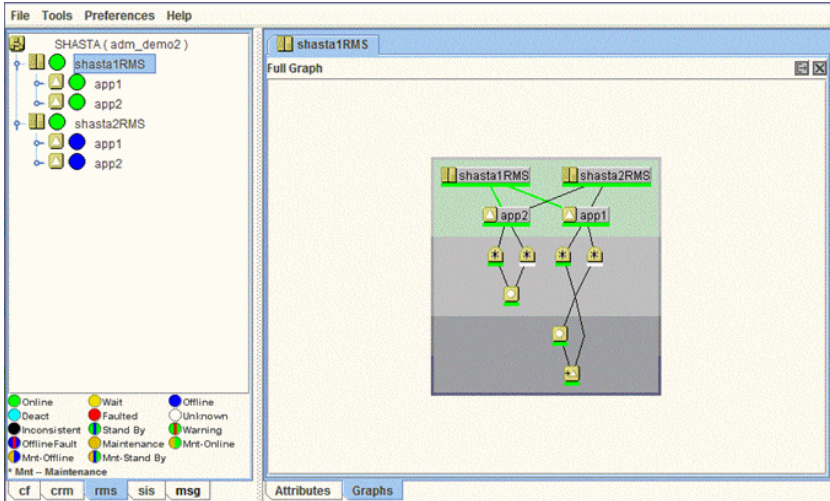 File Tools Preferences Help
SHASTA ( adm_demo2 )
shasta1RMS
app1
app2
shasta2RMS
app1
app2
Online Wait Offline
Deact Faulted Unknown
Inconsistent Stand By Warning
OfflineFault Maintenance Mnt-Online
Mnt-Offline Mnt-Stand By
* Mnt -- Maintenance
cf crm rms sis msg
shasta1RMS
Full Graph
shasta1RMS shasta2RMS
app2 app1
Attributes Graphs